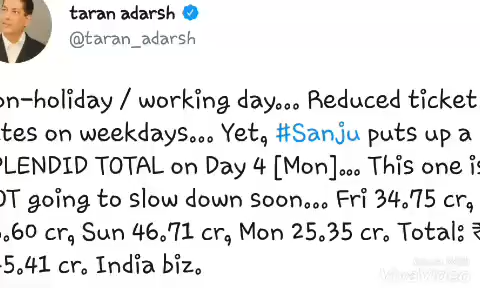 taran adarsh
@taran_adarsh
on-holiday / working day... Reduced ticket
tes on weekdays... Yet, #Sanju puts up a
PLENDID TOTAL on Day 4 [Mon]... This one is
OT going to slow down soon... Fri 34.75 cr,
.60 cr, Sun 46.71 cr, Mon 25.35 cr. Total: ₹
5.41 cr. India biz.
ViralVideo